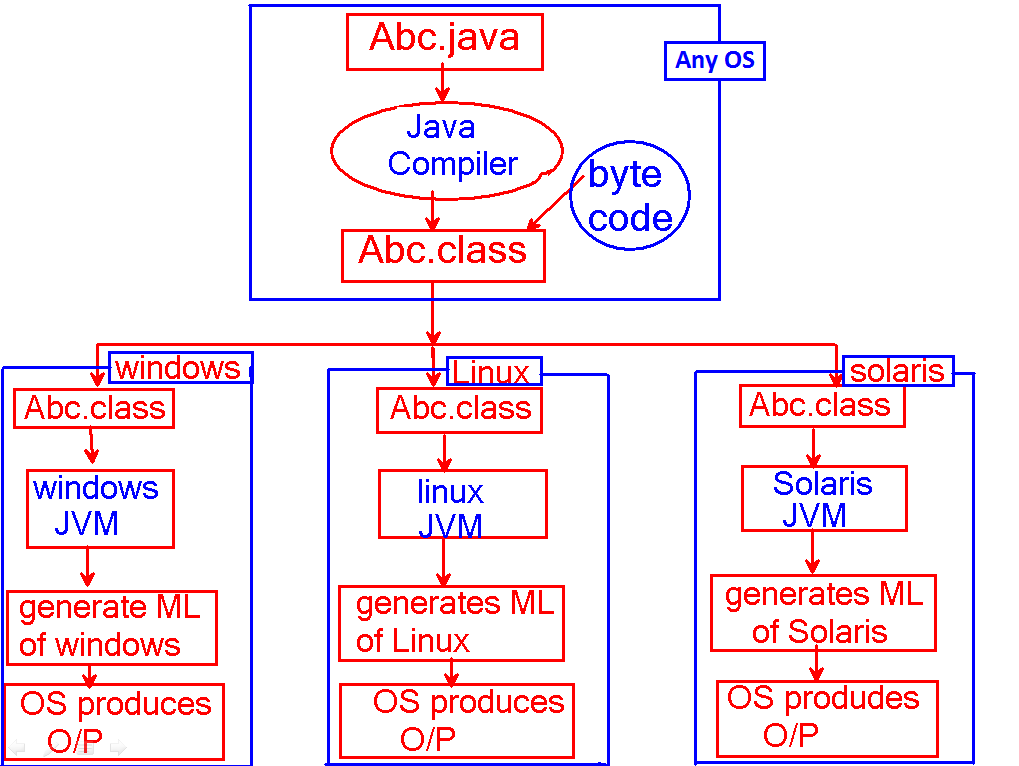 Abc.java
Any OS
Java
Compiler
byte
code
Abc.class
windows
Abc.class
windows
JVM
generate ML
of windows
OS produces
O/P
Linux
Abc.class
linux
JVM
generates ML
of Linux
OS produces
O/P
solaris
Abc.class
Solaris
JVM
generates ML
of Solaris
OS produdes
O/P